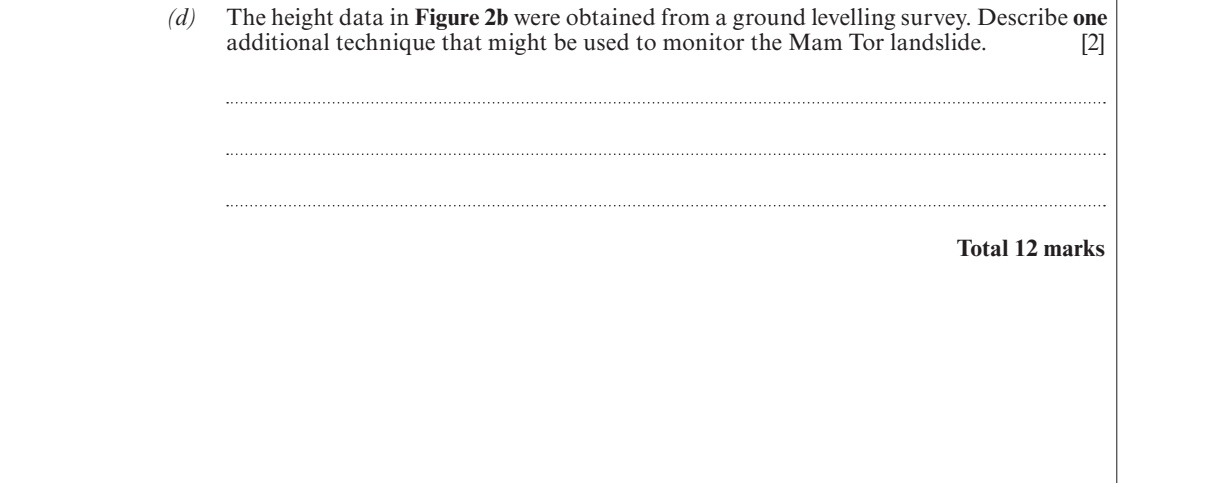 (d) The height data in Figure 2b were obtained from a ground levelling survey. Describe one
additional technique that might be used to monitor the Mam Tor landslide. [2]
Total 12 marks